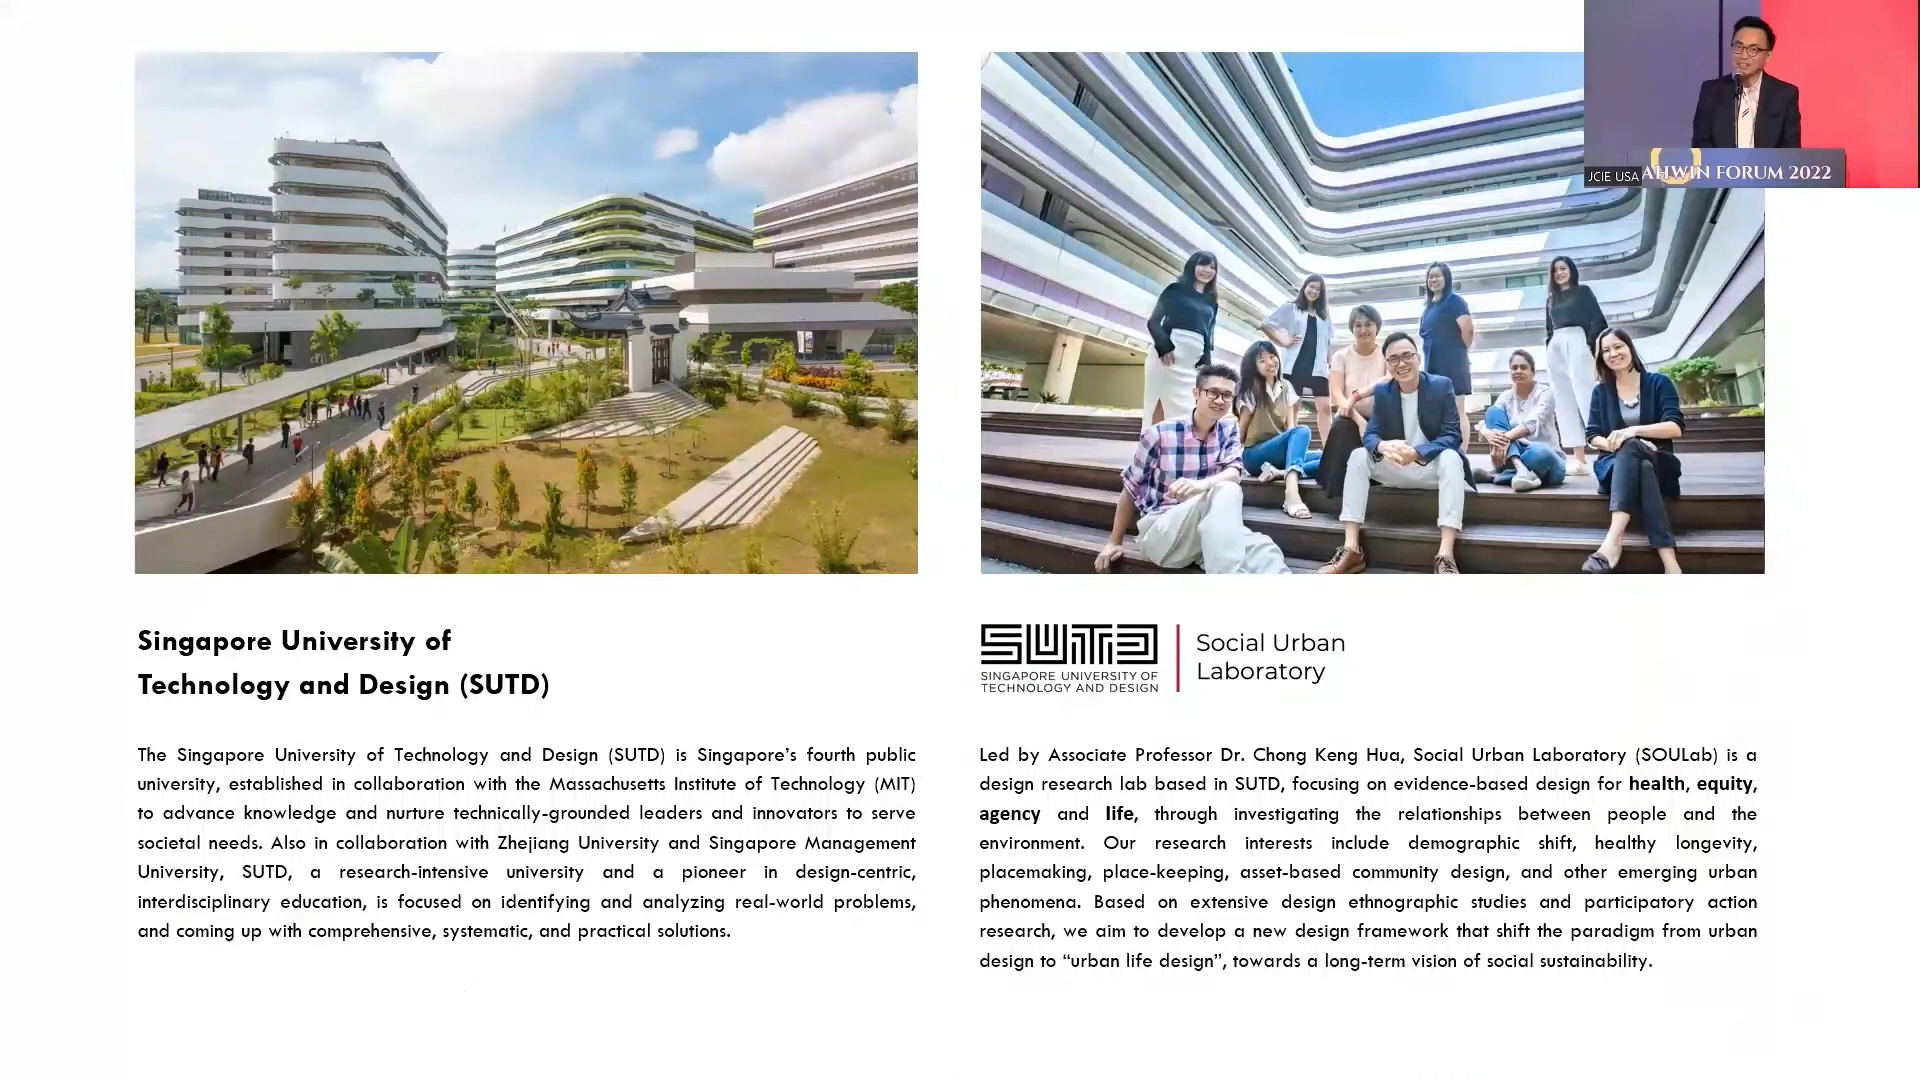 JCIE USA
AHWIN FORUM 2022
Singapore University of
Technology and Design (SUTD)
The Singapore University of Technology and Design (SUTD) is Singapore’s fourth public
university, established in collaboration with the Massachusetts Institute of Technology (MIT)
to advance knowledge and nurture technically-grounded leaders and innovators to serve
societal needs. Also in collaboration with Zhejiang University and Singapore Management
University, SUTD, a research-intensive university and a pioneer in design-centric,
interdisciplinary education, is focused on identifying and analyzing real-world problems,
and coming up with comprehensive, systematic, and practical solutions.
SUTD
SINGAPORE UNIVERSITY OF
TECHNOLOGY AND DESIGN
Social Urban
Laboratory
Led by Associate Professor Dr. Chong Keng Hua, Social Urban Laboratory (SOULab) is a
design research lab based in SUTD, focusing on evidence-based design for health, equity,
agency and life, through investigating the relationships between people and the
environment. Our research interests include demographic shift, healthy longevity,
placemaking, place-keeping, asset-based community design, and other emerging urban
phenomena. Based on extensive design ethnographic studies and participatory action
research, we aim to develop a new design framework that shift the paradigm from urban
design to “urban life design”, towards a long-term vision of social sustainability.